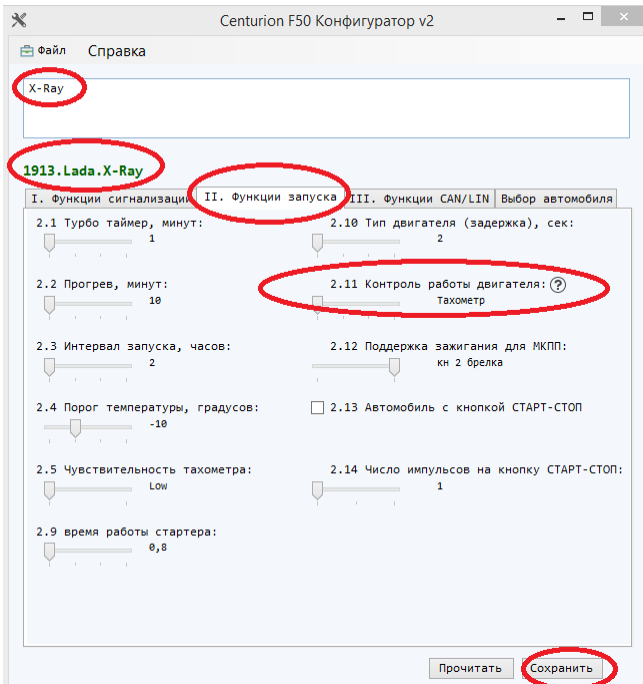 Centurion F50 Конфигуратор v2
Файл Справка
X-Ray
1913.Lada.X-Ray
I. Функции сигнализации II. Функции запуска III. Функции CAN/LIN Выбор автомобиля
2.1 Турбо таймер, минут:
1
2.10 Тип двигателя (задержка), сек:
2
2.2 Прогрев, минут:
10
2.11 Контроль работы двигателя: ?
Тахометр
2.3 Интервал запуска, часов:
2
2.12 Поддержка зажигания для МКПП:
кн 2 брелка
2.4 Порог температуры, градусов:
-10
2.13 Автомобиль с кнопкой СТАРТ-СТОП
2.5 Чувствительность тахометра:
Low
2.14 Число импульсов на кнопку СТАРТ-СТОП:
1
2.9 время работы стартера:
0,8
Прочитать Сохранить